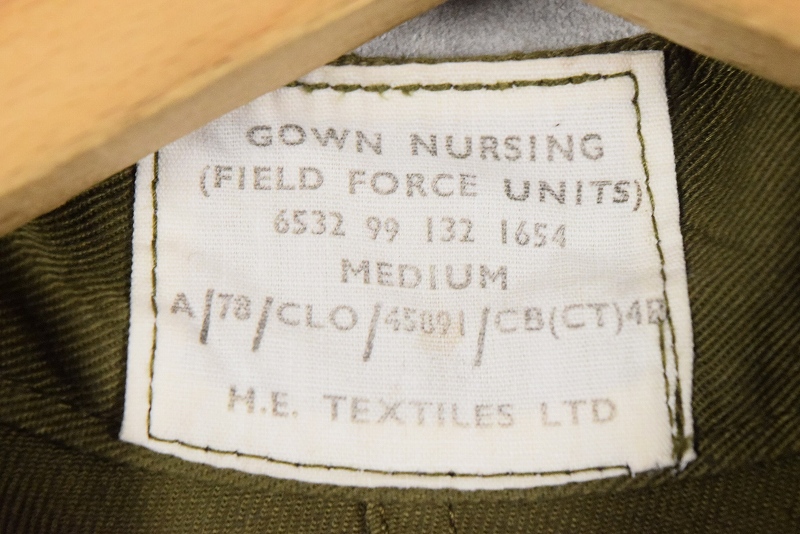 GOWN NURSING
(FIELD FORCE UNITS)
6532 99 132 1654
MEDIUM
A/78/CLO/45891/CB(CT)4B
H.E. TEXTILES LTD